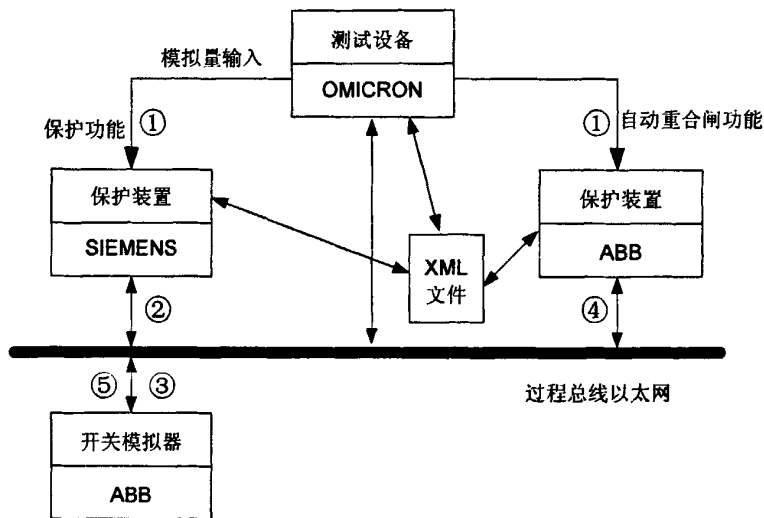 测试设备
OMICRON
模拟量输入
保护功能
①
①
自动重合闸功能
保护装置
SIEMENS
保护装置
ABB
XML
文件
②
④
⑤
③
过程总线以太网
开关模拟器
ABB